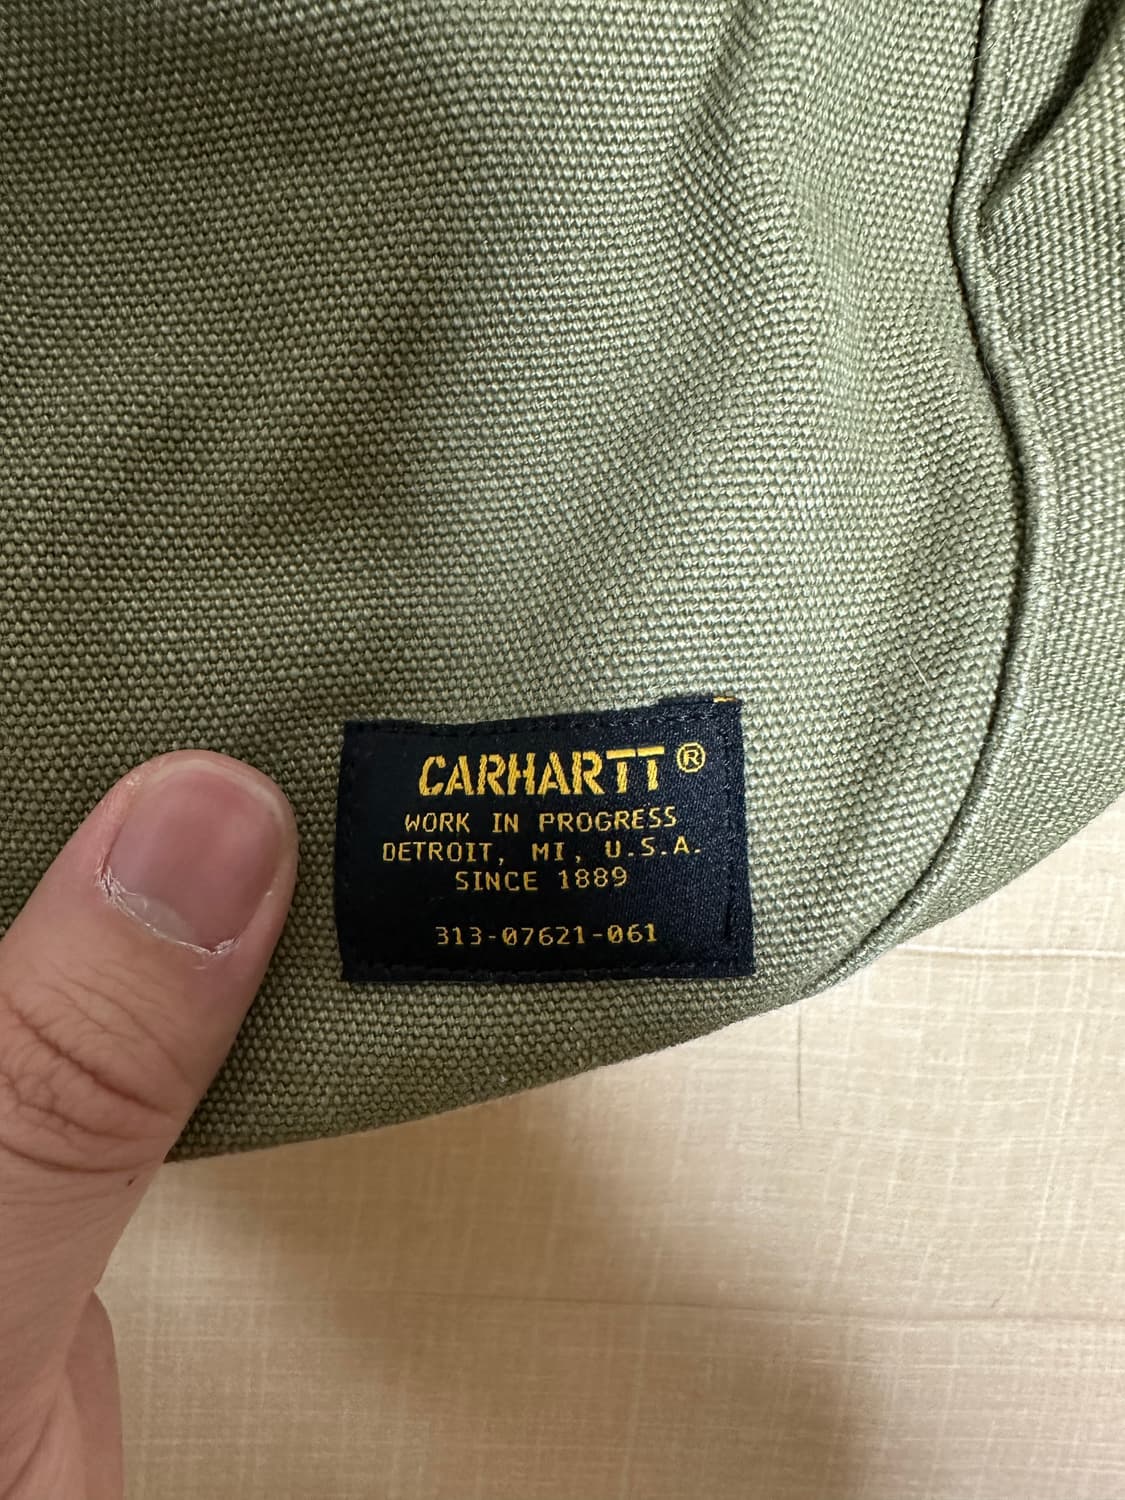 CARHARTT®
WORK IN PROGRESS
DETROIT, MI, U.S.A.
SINCE 1889
313-07621-061